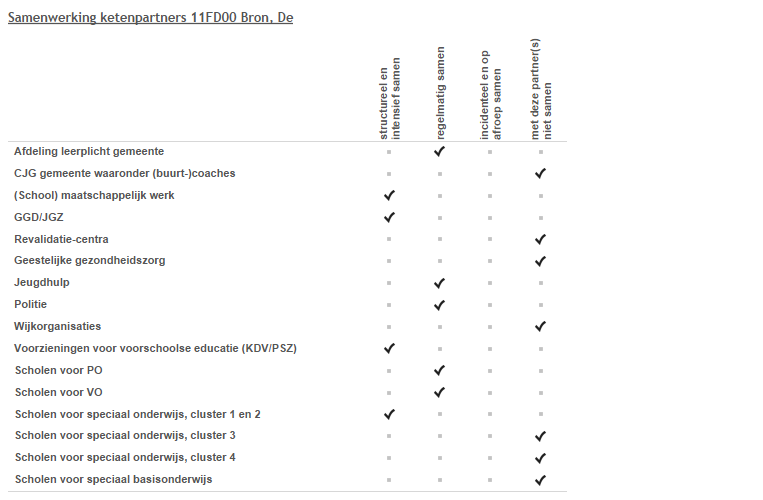 Samenwerking ketenpartners 11FD00 Bron, De
structureel en
intensief samen
regelmatig samen
incidenteel en op
afroep samen
met deze partner(s)
niet samen
Afdeling leerplicht gemeente
CJG gemeente waaronder (buurt-)coaches
(School) maatschappelijk werk
GGD/JGZ
Revalidatie-centra
Geestelijke gezondheidszorg
Jeugdhulp
Politie
Wijkorganisaties
Voorzieningen voor voorschoolse educatie (KDV/PSZ)
Scholen voor PO
Scholen voor VO
Scholen voor speciaal onderwijs, cluster 1 en 2
Scholen voor speciaal onderwijs, cluster 3
Scholen voor speciaal onderwijs, cluster 4
Scholen voor speciaal basisonderwijs